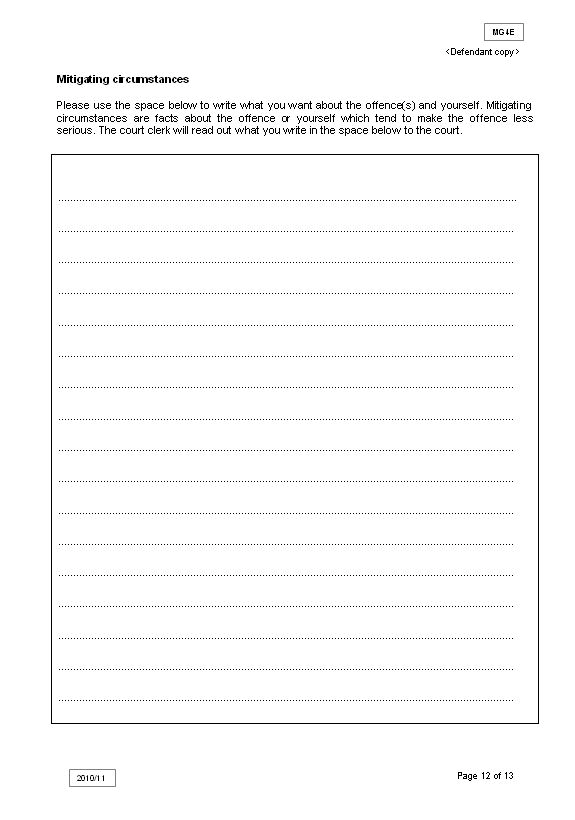 MG4E
<Defendant copy>
Mitigating circumstances
Please use the space below to write what you want about the offence(s) and yourself. Mitigating
circumstances are facts about the offence or yourself which tend to make the offence less
serious. The court clerk will read out what you write in the space below to the court.
2010/11
Page 12 of 13